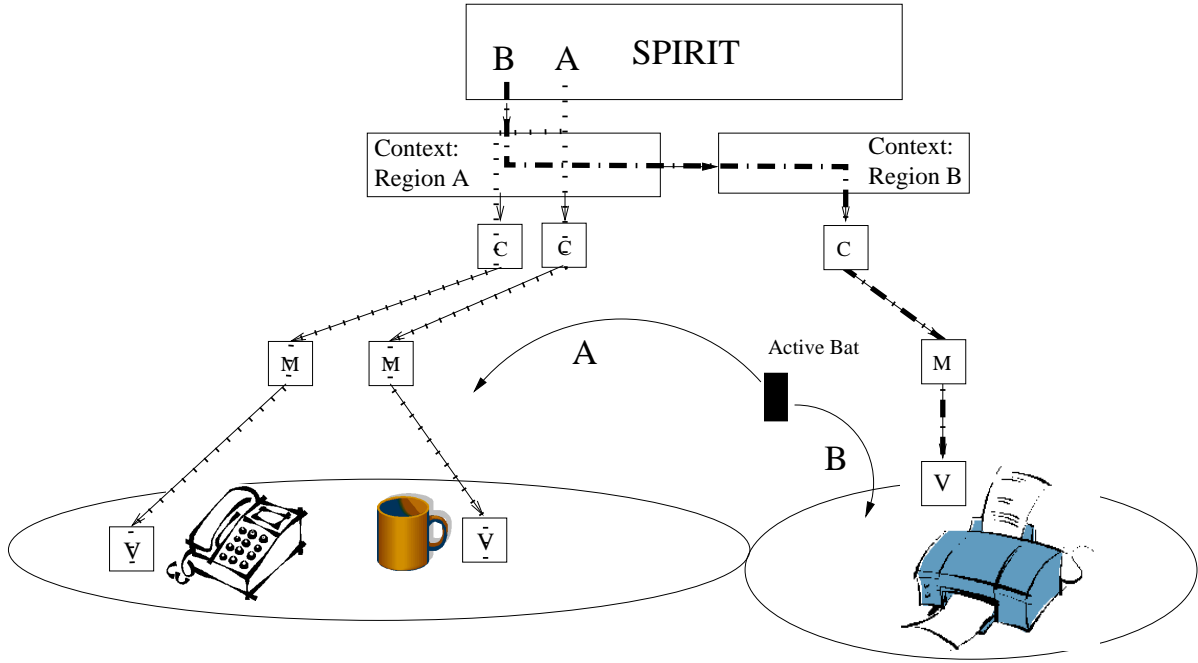 B A SPIRIT
Context:
Region A
Context:
Region B
C C C
A Active Bat
M M M
B
V
V V